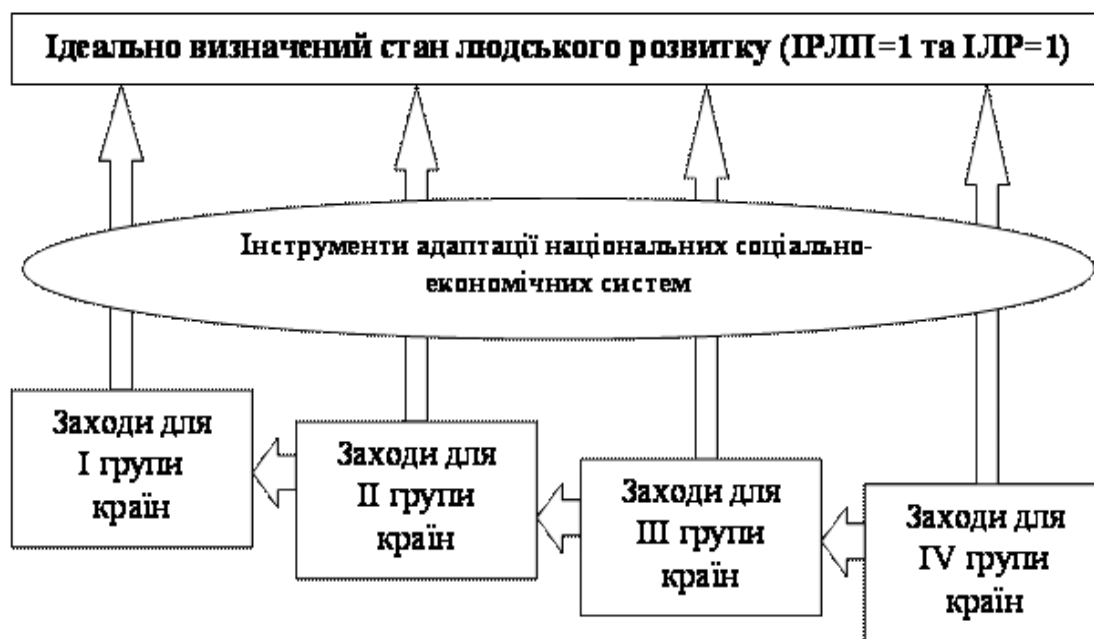 Ідеально визначений стан людського розвитку (ІРЛП=1 та ІЛР=1)
Інструменти адаптації національних соціально-
економічних систем
Заходи для
І групи
країн
Заходи для
ІІ групи
країн
Заходи для
ІІІ групи
країн
Заходи для
IV групи
країн